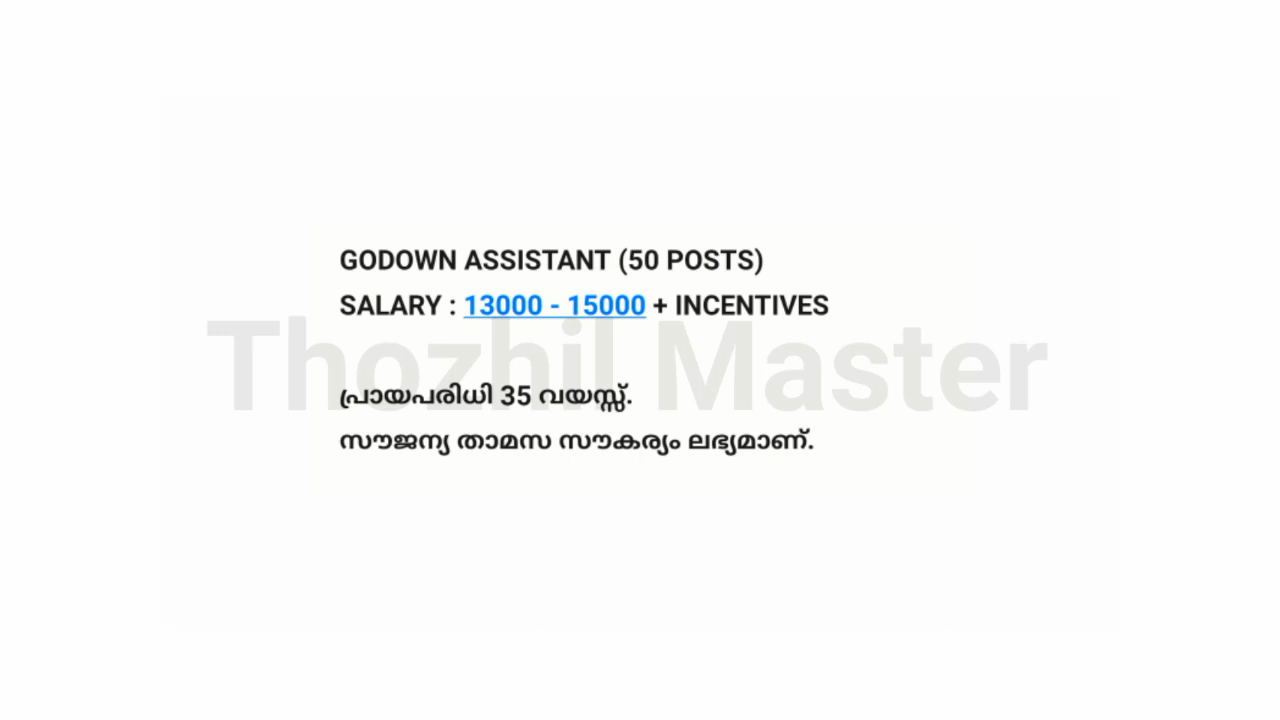 GODOWN ASSISTANT (50 POSTS)
SALARY : 13000 - 15000 + INCENTIVES
Thozhil Master
പ്രായപരിധി 35 വയസ്സ്.
സൗജന്യ താമസ സൗകര്യം ലഭ്യമാണ്.